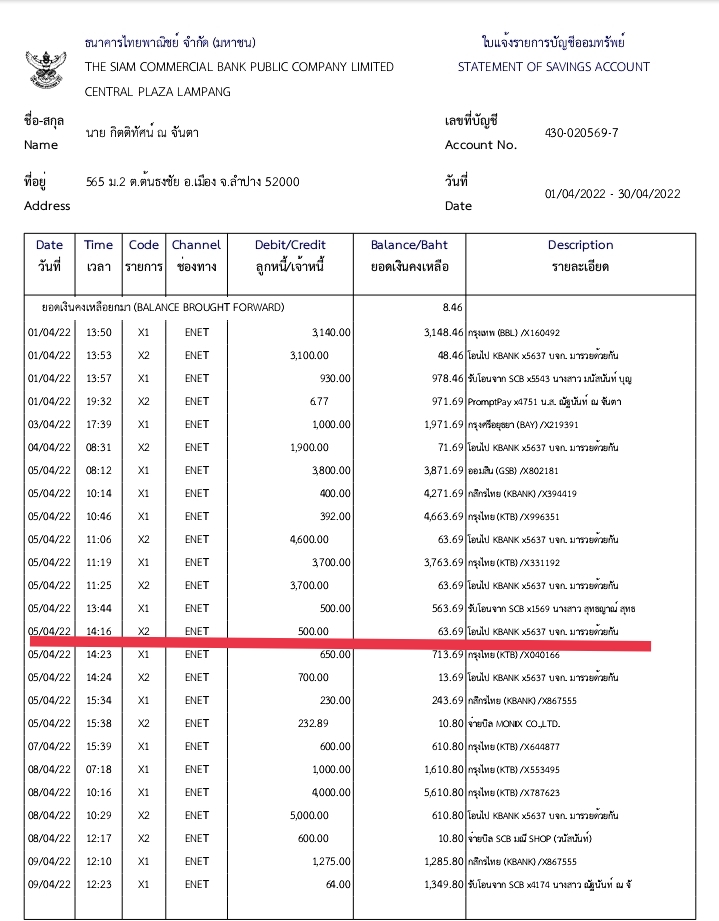 ธนาคารไทยพาณิชย์ จำกัด (มหาชน)
ใบแจ้งรายการบัญชีออมทรัพย์
THE SIAM COMMERCIAL BANK PUBLIC COMPANY LIMITED
STATEMENT OF SAVINGS ACCOUNT
CENTRAL PLAZA LAMPANG
ชื่อ-สกุล
Name
นาย กิตติทัศน์ ณ จันตา
เลขที่บัญชี
Account No.
430-020569-7
ที่อยู่
Address
565 ม.2 ต.ต้นธงชัย อ.เมือง จ.ลำปาง 52000
วันที่
Date
01/04/2022 - 30/04/2022
Date Time Code Channel Debit/Credit Balance/Baht Description
วันที่ เวลา รายการ ช่องทาง ลูกหนี้/เจ้าหนี้ ยอดเงินคงเหลือ รายละเอียด
ยอดเงินคงเหลือยกมา (BALANCE BROUGHT FORWARD) 8.46
01/04/22 13:50 X1 ENET 3,140.00 3,148.46 กรุงเทพ (BBL) /X160492
01/04/22 13:53 X2 ENET 3,100.00 48.46 โอนไป KBANK x5637 บจก. มารวยด้วยกัน
01/04/22 13:57 X1 ENET 930.00 978.46 รับโอนจาก SCB x5543 นางสาว มนัสนันท์ บุญ
01/04/22 19:32 X2 ENET 6.77 971.69 PromptPay x4751 น.ส. ณัฐนันท์ ณ จันตา
03/04/22 17:39 X1 ENET 1,000.00 1,971.69 กรุงศรีอยุธยา (BAY) /X219391
04/04/22 08:31 X2 ENET 1,900.00 71.69 โอนไป KBANK x5637 บจก. มารวยด้วยกัน
05/04/22 08:12 X1 ENET 3,800.00 3,871.69 ออมสิน (GSB) /X802181
05/04/22 10:14 X1 ENET 400.00 4,271.69 กสิกรไทย (KBANK) /X394419
05/04/22 10:46 X1 ENET 392.00 4,663.69 กรุงไทย (KTB) /X996351
05/04/22 11:06 X2 ENET 4,600.00 63.69 โอนไป KBANK x5637 บจก. มารวยด้วยกัน
05/04/22 11:19 X1 ENET 3,700.00 3,763.69 กรุงไทย (KTB) /X331192
05/04/22 11:25 X2 ENET 3,700.00 63.69 โอนไป KBANK x5637 บจก. มารวยด้วยกัน
05/04/22 13:44 X1 ENET 500.00 563.69 รับโอนจาก SCB x1569 นางสาว สุทธญาณ์ สุทธ
05/04/22 14:16 X2 ENET 500.00 63.69 โอนไป KBANK x5637 บจก. มารวยด้วยกัน
05/04/22 14:23 X1 ENET 650.00 713.69 กรุงไทย (KTB) /X040166
05/04/22 14:24 X2 ENET 700.00 13.69 โอนไป KBANK x5637 บจก. มารวยด้วยกัน
05/04/22 15:34 X1 ENET 230.00 243.69 กสิกรไทย (KBANK) /X867555
05/04/22 15:38 X2 ENET 232.89 10.80 จ่ายบิล MONIX CO.,LTD.
07/04/22 15:39 X1 ENET 600.00 610.80 กรุงไทย (KTB) /X644877
08/04/22 07:18 X1 ENET 1,000.00 1,610.80 กรุงไทย (KTB) /X553495
08/04/22 10:16 X1 ENET 4,000.00 5,610.80 กรุงไทย (KTB) /X787623
08/04/22 10:29 X2 ENET 5,000.00 610.80 โอนไป KBANK x5637 บจก. มารวยด้วยกัน
08/04/22 12:17 X2 ENET 600.00 10.80 จ่ายบิล SCB มณี SHOP (วนัสนันท์)
09/04/22 12:10 X1 ENET 1,275.00 1,285.80 กสิกรไทย (KBANK) /X867555
09/04/22 12:23 X1 ENET 64.00 1,349.80 รับโอนจาก SCB x4174 นางสาว ณัฐนันท์ ณ จั